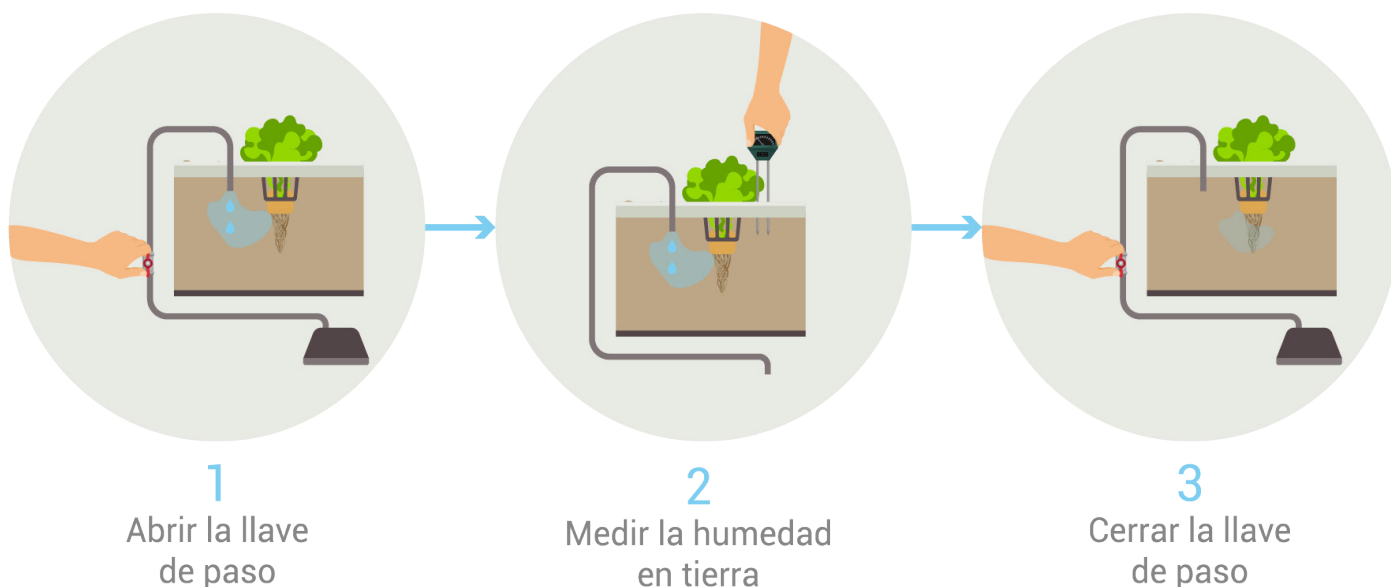 1
Abrir la llave
de paso
2
Medir la humedad
en tierra
3
Cerrar la llave
de paso